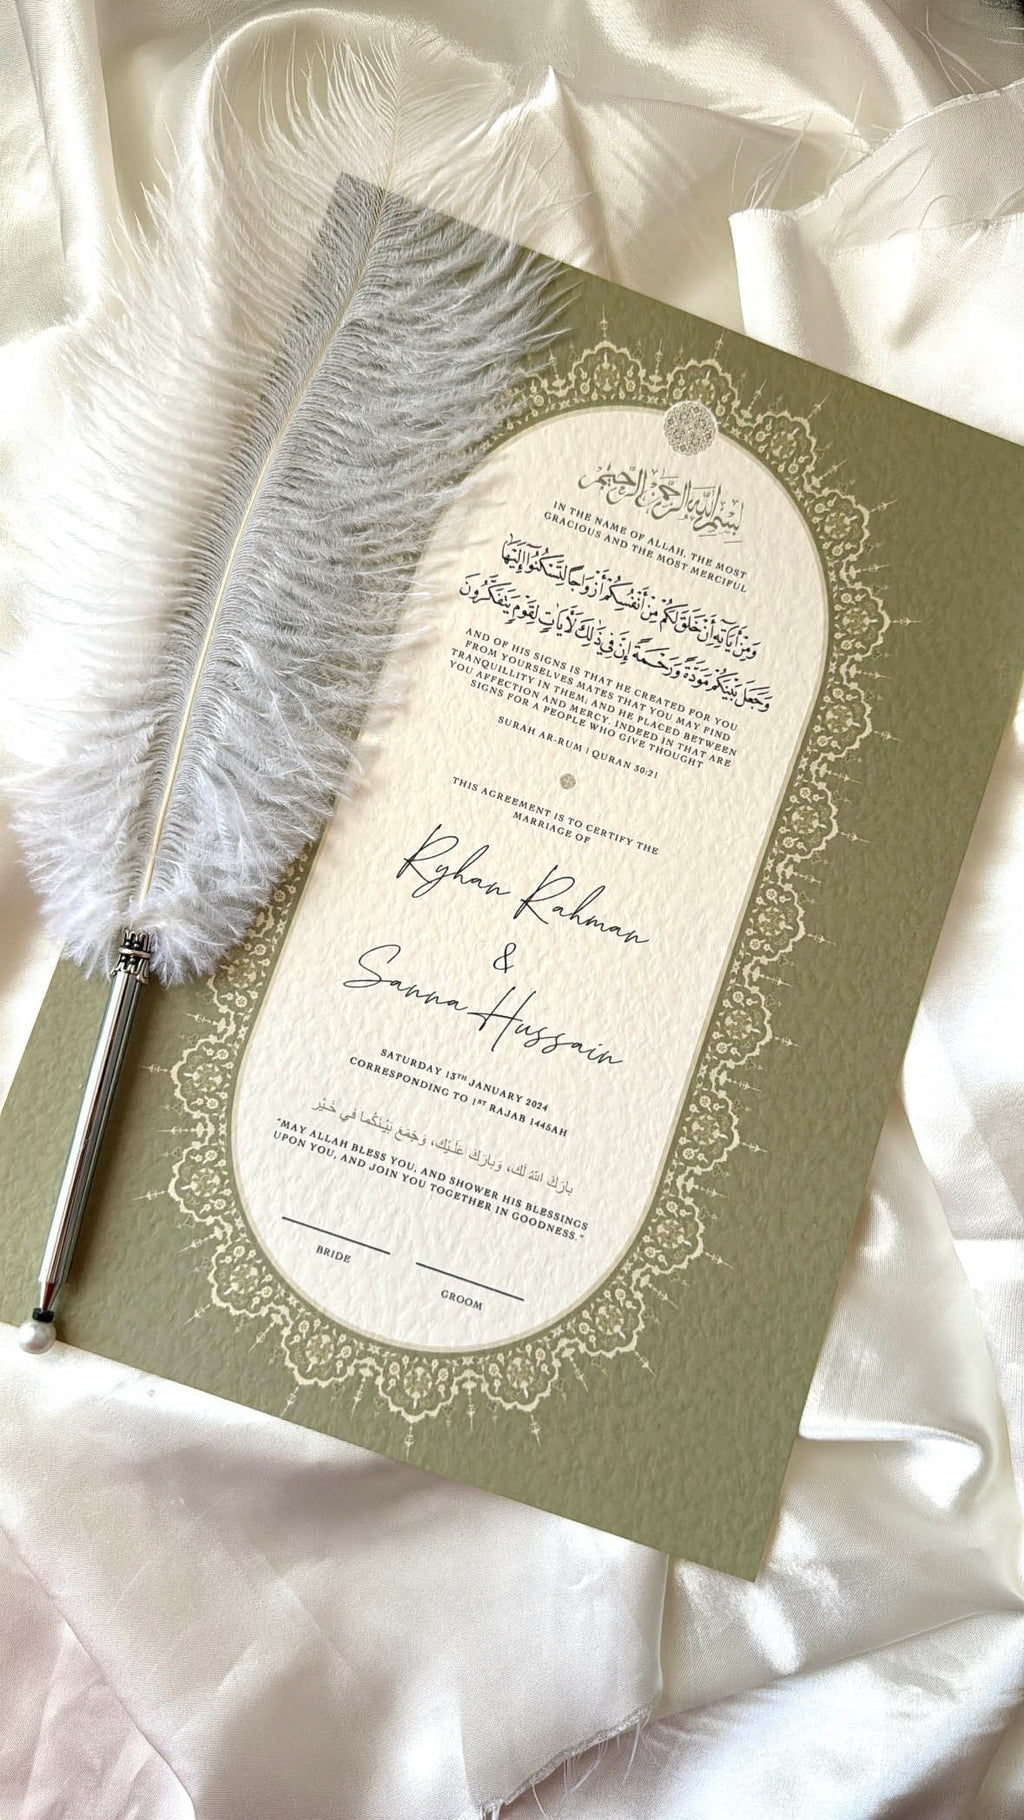 بِسْمِ اللَّهِ الرَّحْمَنِ الرَّحِيمِ
IN THE NAME OF ALLAH, THE MOST
GRACIOUS AND THE MOST MERCIFUL
وَمِنْ آيَاتِهِ أَنْ خَلَقَ لَكُمْ مِنْ أَنْفُسِكُمْ أَزْوَاجًا لِتَسْكُنُوا إِلَيْهَا
وَجَعَلَ بَيْنَكُمْ مَوَدَّةً وَرَحْمَةً إِنَّ فِي ذَلِكَ لَآيَاتٍ لِقَوْمٍ يَتَفَكَّرُونَ
AND OF HIS SIGNS IS THAT HE CREATED FOR YOU
FROM YOURSELVES MATES THAT YOU MAY FIND
TRANQUILLITY IN THEM; AND HE PLACED BETWEEN
YOU AFFECTION AND MERCY. INDEED IN THAT ARE
SIGNS FOR A PEOPLE WHO GIVE THOUGHT
SURAH AR-RUM | QURAN 30:21
THIS AGREEMENT IS TO CERTIFY THE
MARRIAGE OF
Ryhan Rahman
&
Sanna Hussain
SATURDAY 13TH JANUARY 2024
CORRESPONDING TO 1ST RAJAB 1445AH
بارَكَ اللهُ لَك، وَبارَكَ عَلَـيْك، وَجَمَعَ بَيْنَكُما في خَـيْر
"MAY ALLAH BLESS YOU, AND SHOWER HIS BLESSINGS
UPON YOU, AND JOIN YOU TOGETHER IN GOODNESS."
BRIDE
GROOM